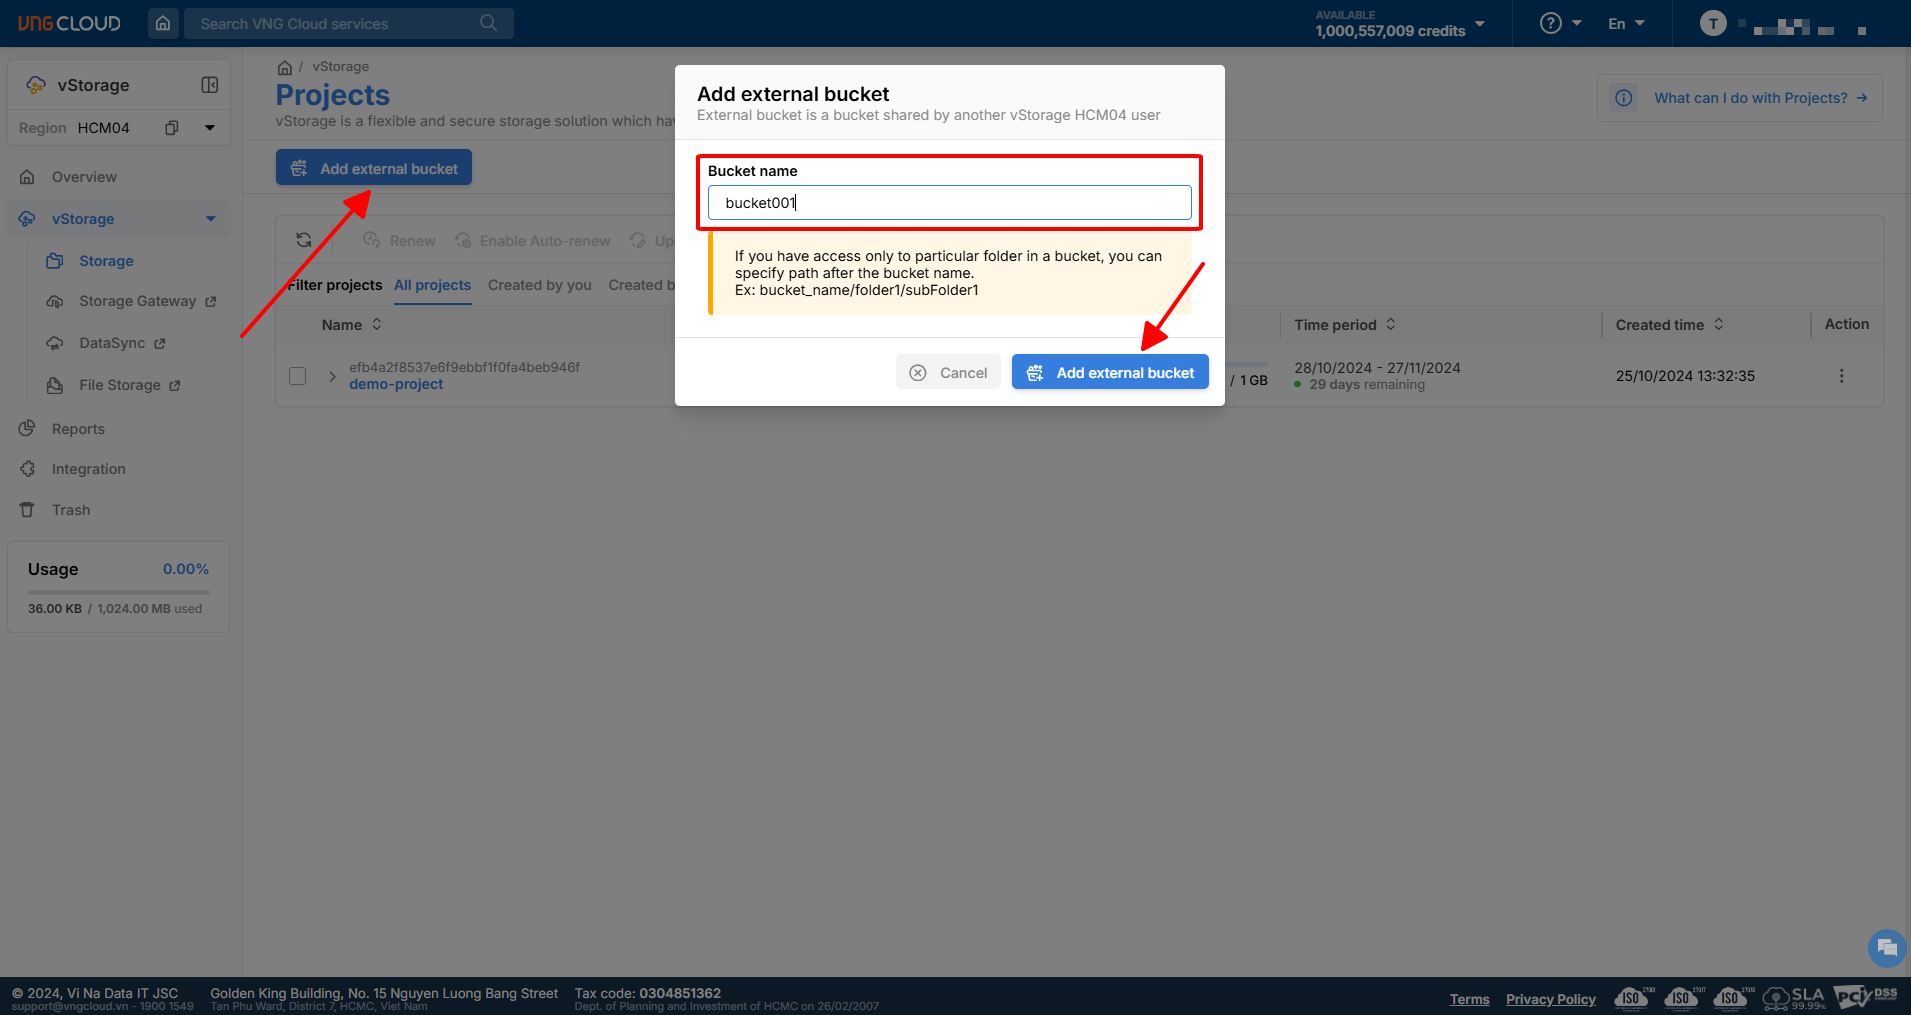 VNG CLOUD
Search VNG Cloud services
AVAILABLE
1,000,557,009 credits
En
T
vStorage
Region HCM04
Overview
vStorage
Storage
Storage Gateway
DataSync
File Storage
Reports
Integration
Trash
Usage 0.00%
36.00 KB / 1,024.00 MB used
/ vStorage
Projects
vStorage is a flexible and secure storage solution which
What can I do with Projects?
Add external bucket
Renew
Enable Auto-renew
Filter projects
All projects
Created by you
Created
Name
Time period
Created time
Action
efb4a2f8537e6f9ebbf1f0fa4beb946f
demo-project
/ 1 GB
28/10/2024 - 27/11/2024
29 days remaining
25/10/2024 13:32:35
Add external bucket
External bucket is a bucket shared by another vStorage HCM04 user
Bucket name
bucket001
If you have access only to particular folder in a bucket, you can
specify path after the bucket name.
Ex: bucket_name/folder1/subFolder1
Cancel
Add external bucket
© 2024, Vi Na Data IT JSC
support@vngcloud.vn - 1900 1549
Golden King Building, No. 15 Nguyen Luong Bang Street
Tan Phu Ward, District 7, HCMC, Viet Nam
Tax code: 0304851362
Dept. of Planning and Investment of HCMC on 26/02/2007
Terms
Privacy Policy
ISO
ISO
ISO
SLA
99.99%
PCI DSS